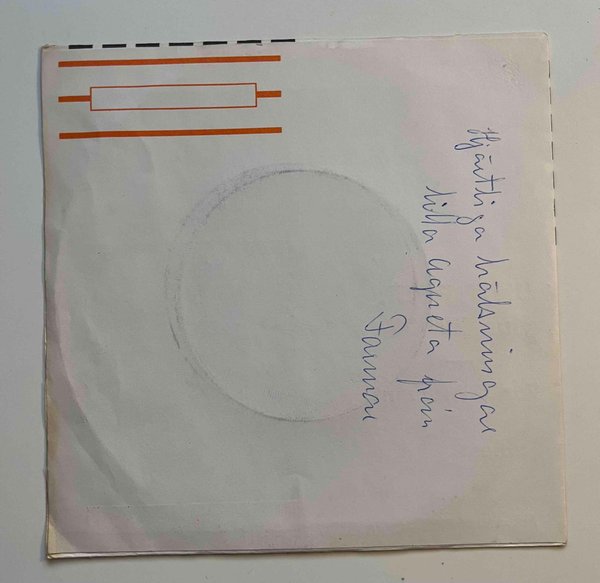 Hjärtliga hälsningar
lilla Agneta från
Farmor